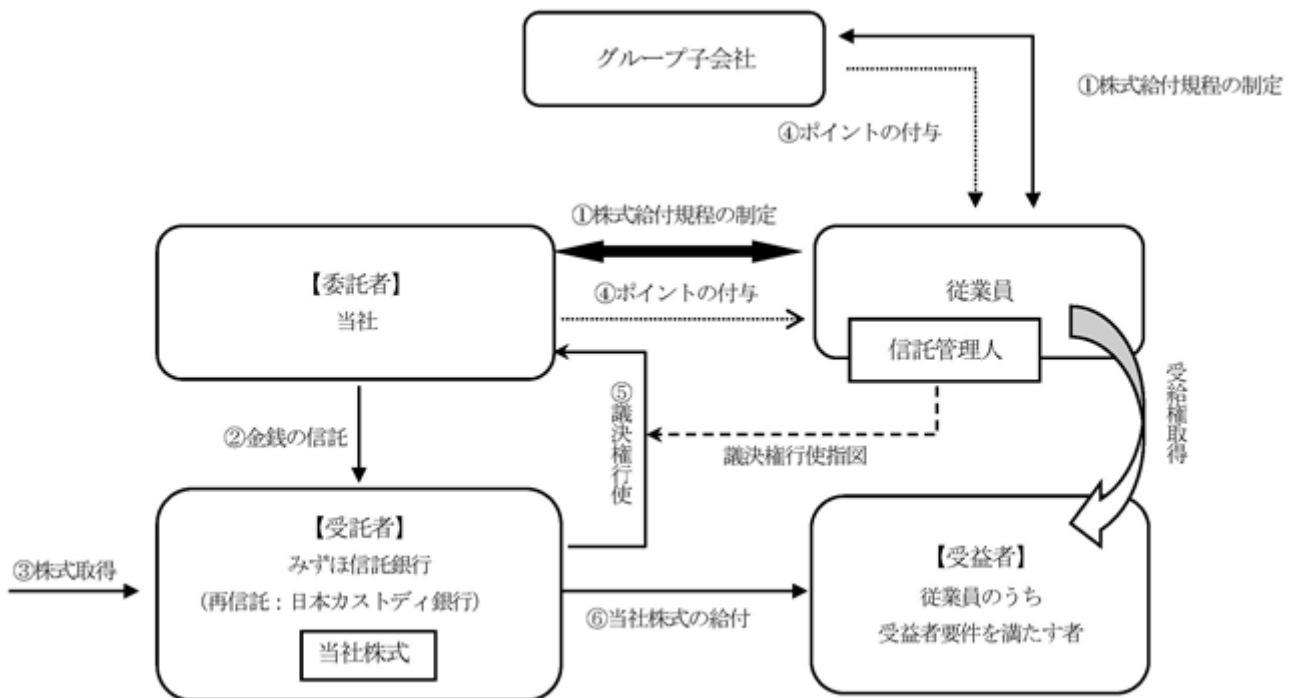 グループ子会社
①株式給付規程の制定
④ポイントの付与
①株式給付規程の制定
【委託者】
当社
④ポイントの付与
従業員
信託管理人
②金銭の信託
⑤議決権行使
議決権行使指図
受給権取得
③株式取得
【受託者】
みずほ信託銀行
(再信託：日本カストディ銀行)
当社株式
⑥当社株式の給付
【受益者】
従業員のうち
受益者要件を満たす者